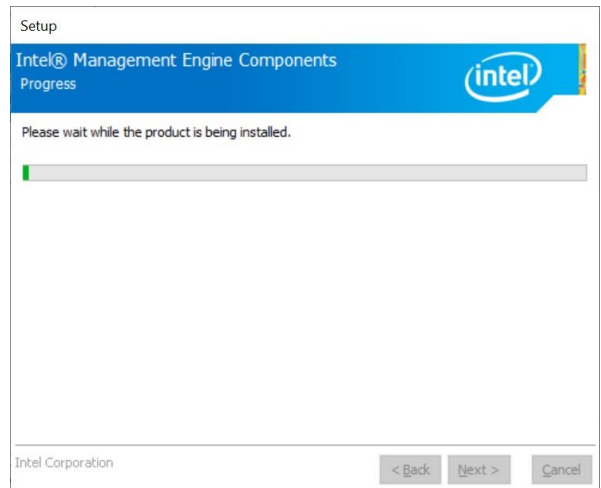 Setup
Intel® Management Engine Components
Progress
intel
Please wait while the product is being installed.
Intel Corporation
< Back Next > Cancel